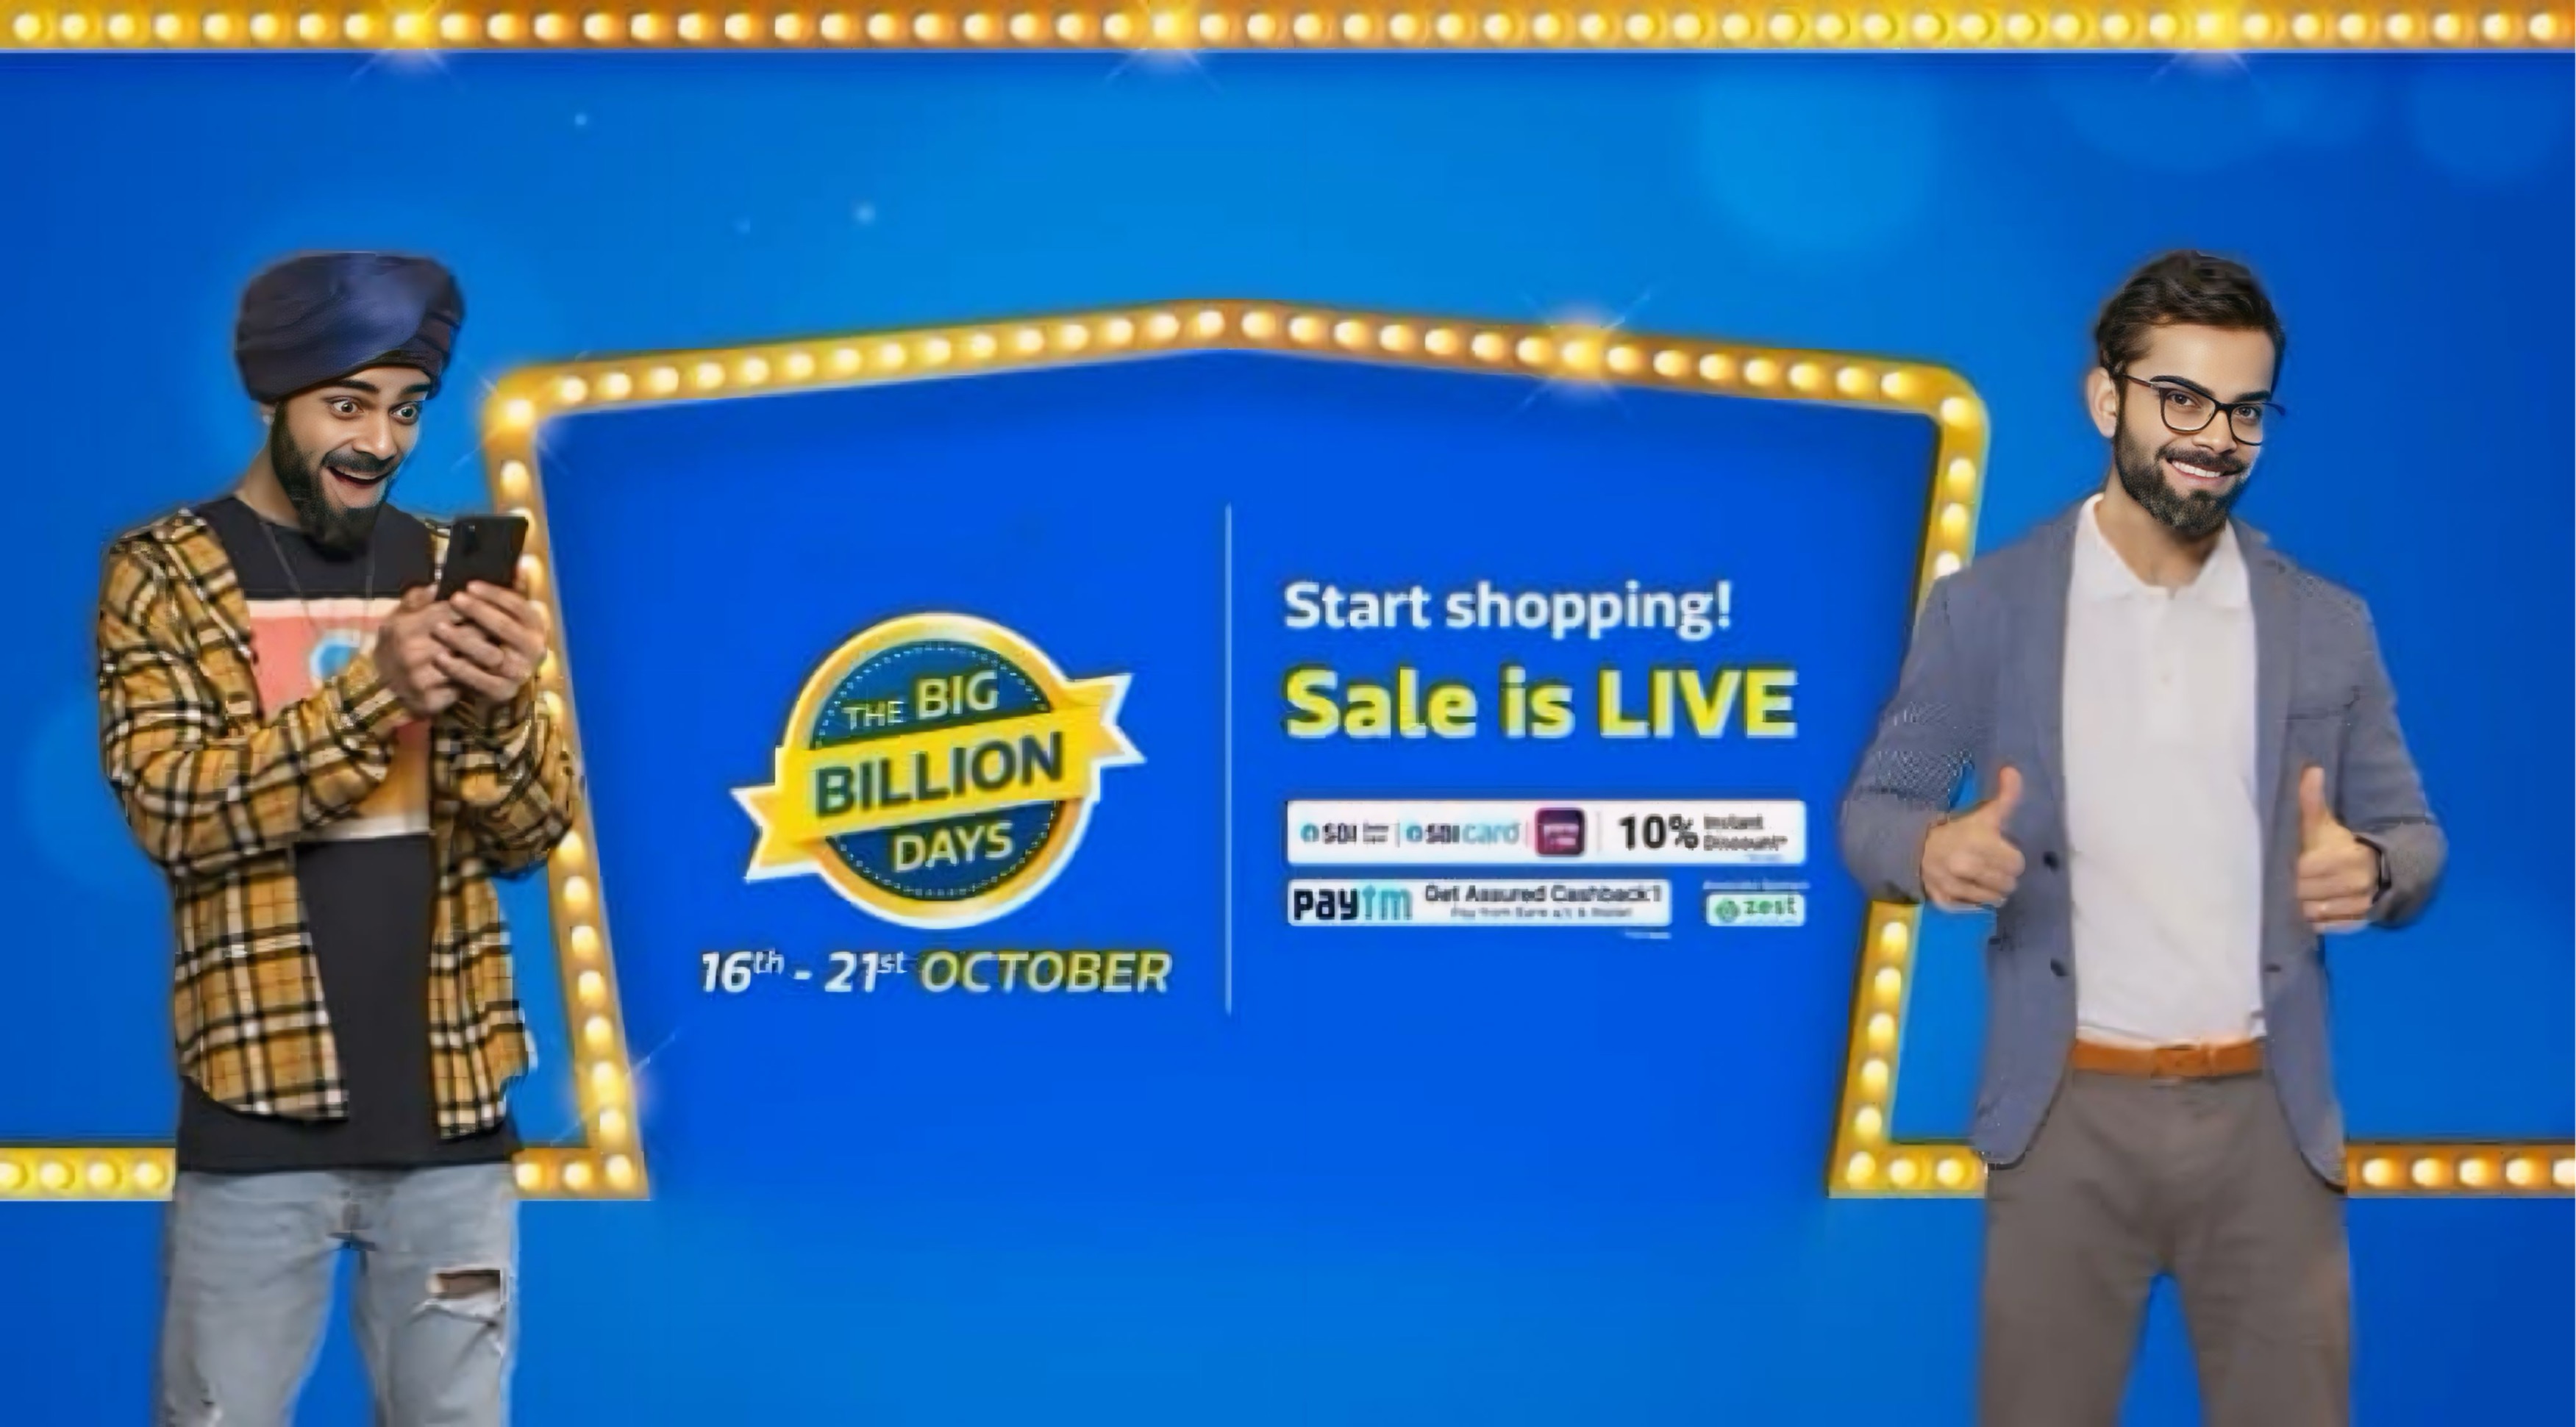 THE BIG
BILLION
DAYS
16th - 21st OCTOBER
Start shopping!
Sale is LIVE
SBI | SBI card | 10% Instant Discount*
paytm Get Assured Cashback
zest